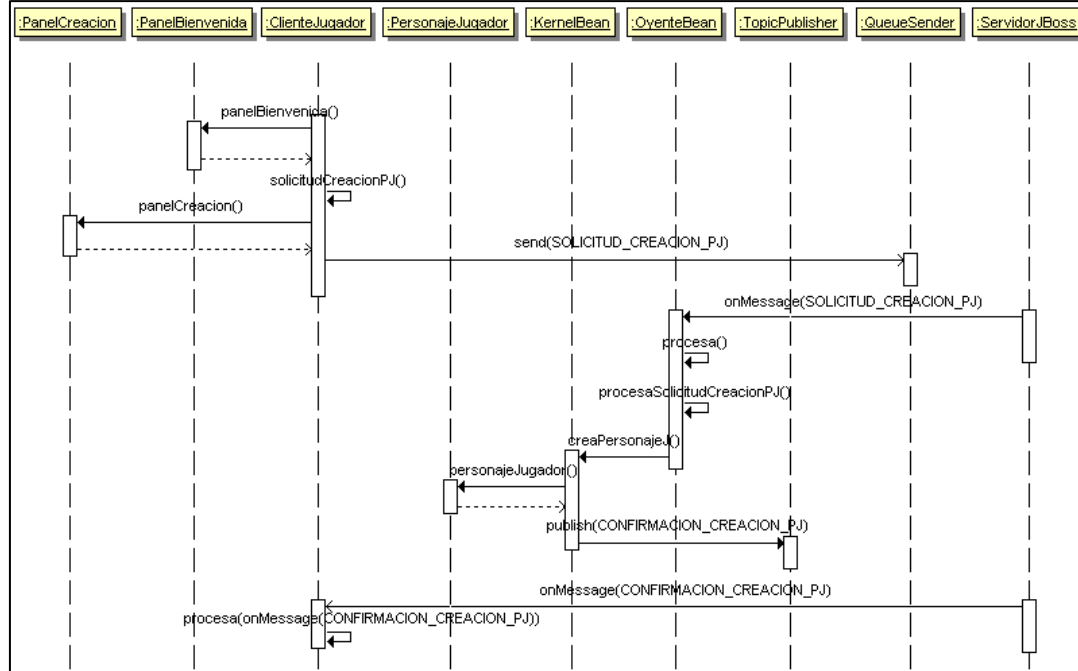 :PanelCreacion :PanelBienvenida :ClienteJugador :PersonajeJugador :KernelBean :OyenteBean :TopicPublisher :QueueSender :ServidorJBoss
panelBienvenida()
solicitudCreacionPJ()
panelCreacion()
send(SOLICITUD_CREACION_PJ)
onMessage(SOLICITUD_CREACION_PJ)
procesa()
procesaSolicitudCreacionPJ()
creaPersonajeJ()
personajeJugador()
publish(CONFIRMACION_CREACION_PJ)
onMessage(CONFIRMACION_CREACION_PJ)
procesa(onMessage(CONFIRMACION_CREACION_PJ))